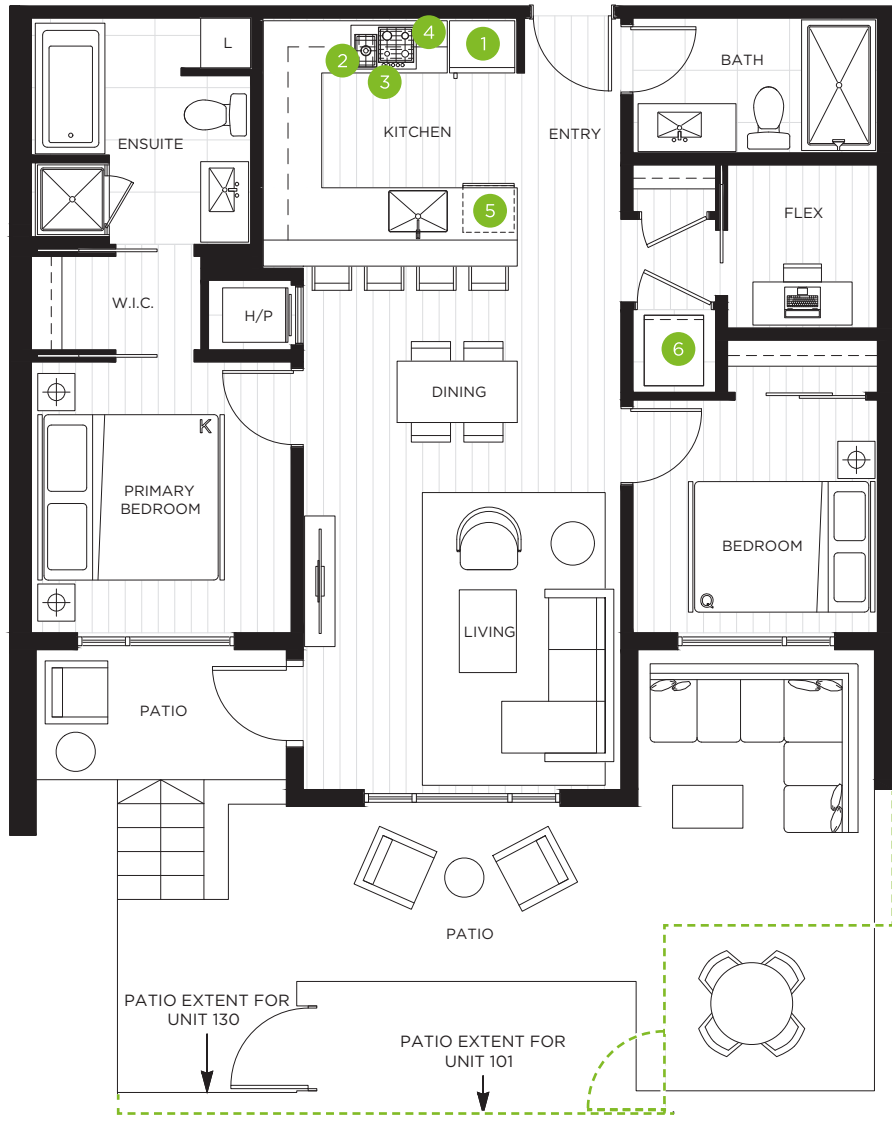 L
4
1
2
3
BATH
KITCHEN
ENTRY
ENSUITE
5
FLEX
W.I.C.
H/P
6
DINING
K
PRIMARY
BEDROOM
BEDROOM
Q
LIVING
PATIO
PATIO
PATIO EXTENT FOR
UNIT 130
PATIO EXTENT FOR
UNIT 101